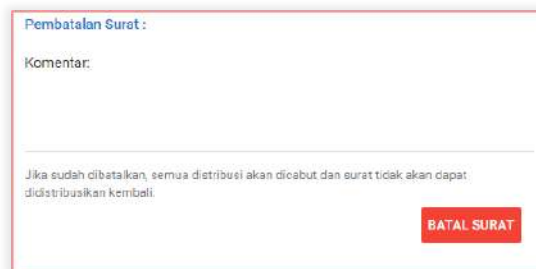 Pembatalan Surat :
Komentar:
Jika sudah dibatalkan, semua distribusi akan dicabut dan surat tidak akan dapat
didistribusikan kembali.
BATAL SURAT